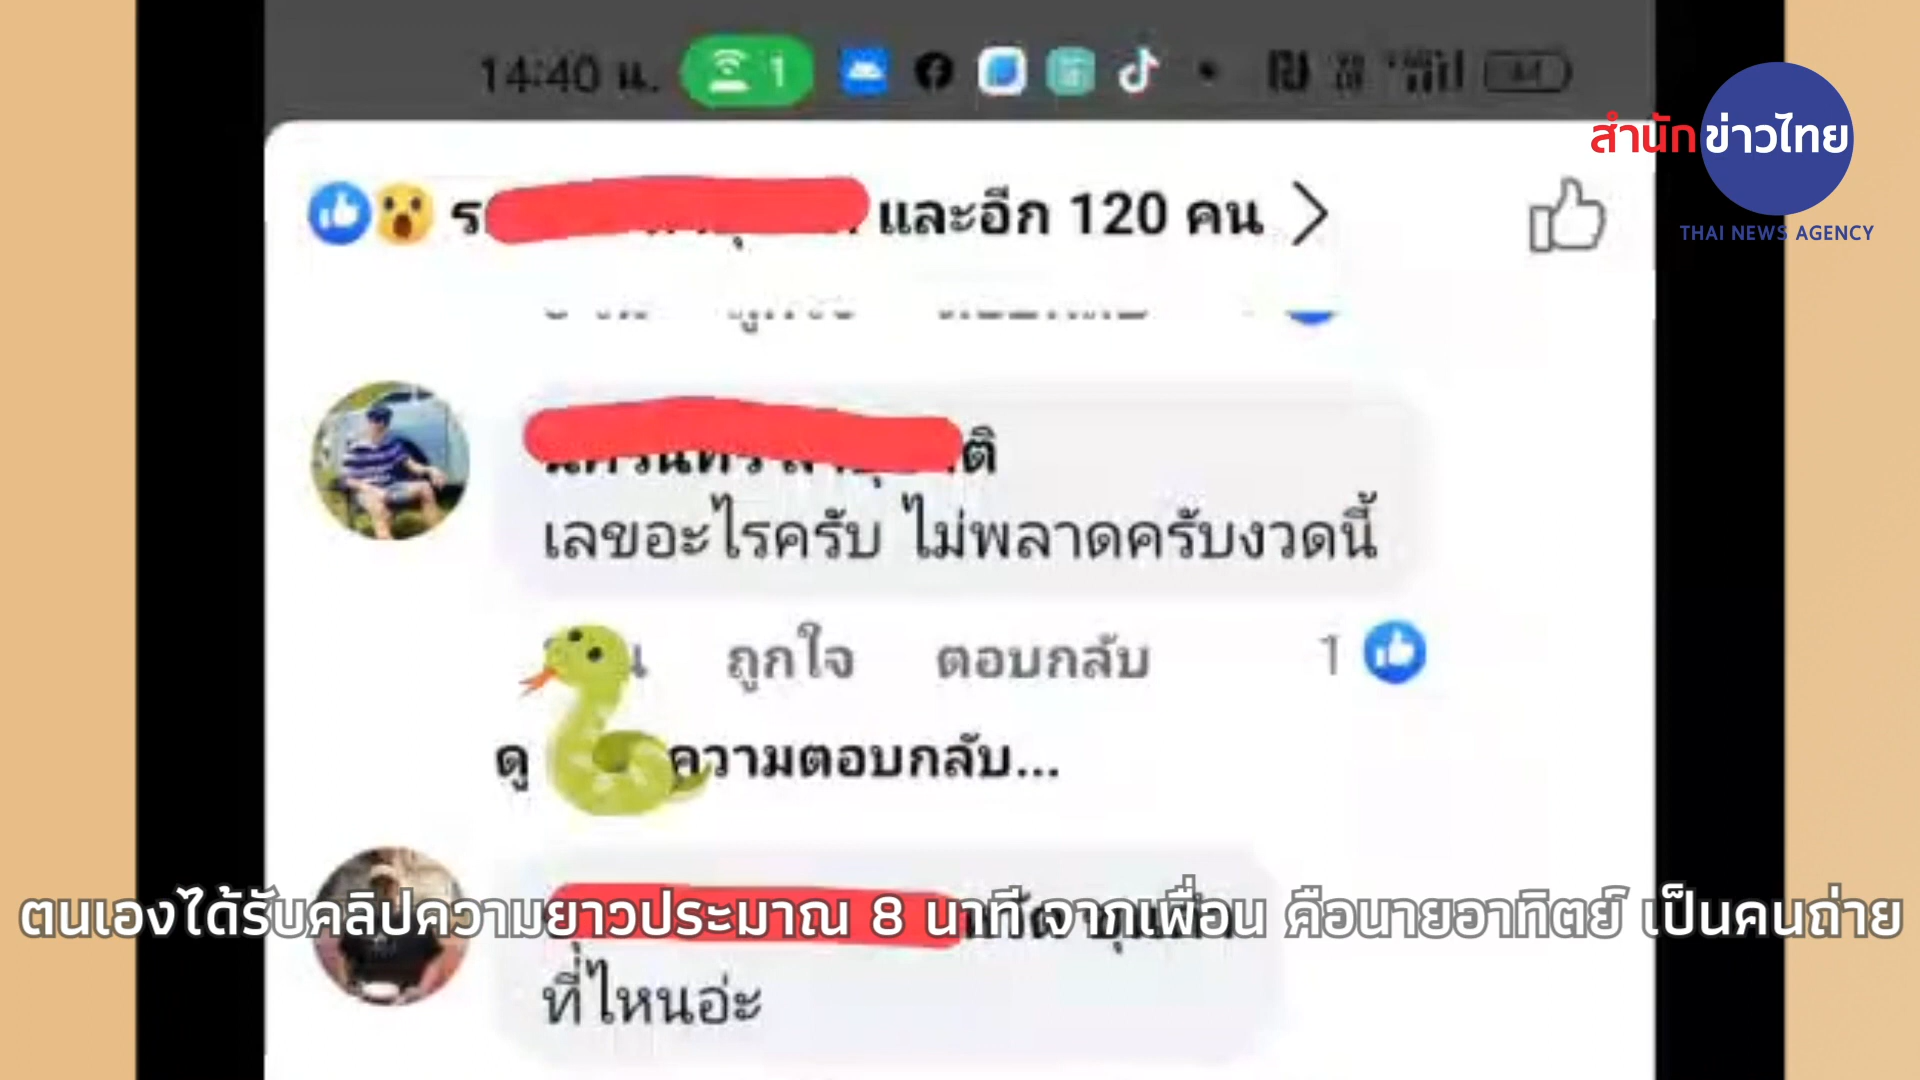 14:40 น.
1
สำนักข่าวไทย
THAI NEWS AGENCY
และอีก 120 คน
เลขอะไรครับ ไม่พลาดครับงวดนี้
ถูกใจ ตอบกลับ 1
ดู ความตอบกลับ...
ตนเองได้รับคลิปความยาวประมาณ 8 นาที จากเพื่อน คือนายอาทิตย์ เป็นคนถ่าย
ที่ไหนอ่ะ